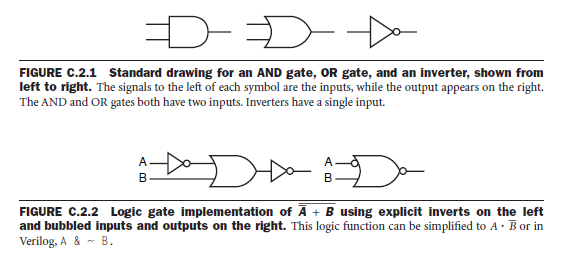 FIGURE C.2.1 Standard drawing for an AND gate, OR gate, and an inverter, shown from
left to right. The signals to the left of each symbol are the inputs, while the output appears on the right.
The AND and OR gates both have two inputs. Inverters have a single input.
A A
B B
FIGURE C.2.2 Logic gate implementation of \overline{\overline{A} + B} using explicit inverts on the left
and bubbled inputs and outputs on the right. This logic function can be simplified to A · \overline{B} or in
Verilog, A & ~ B.